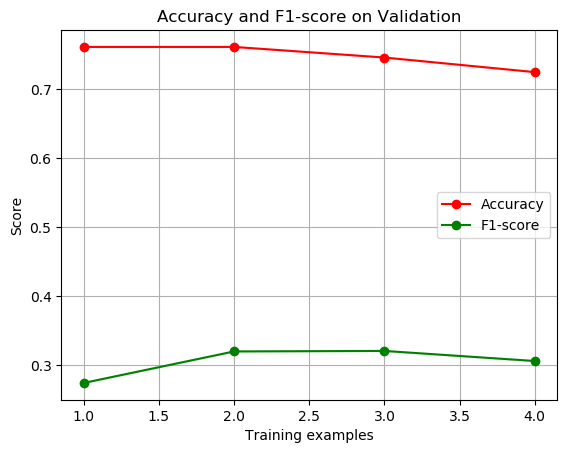 Accuracy and F1-score on Validation
Score
0.7
0.6
0.5
0.4
0.3
Accuracy
F1-score
1.0 1.5 2.0 2.5 3.0 3.5 4.0
Training examples